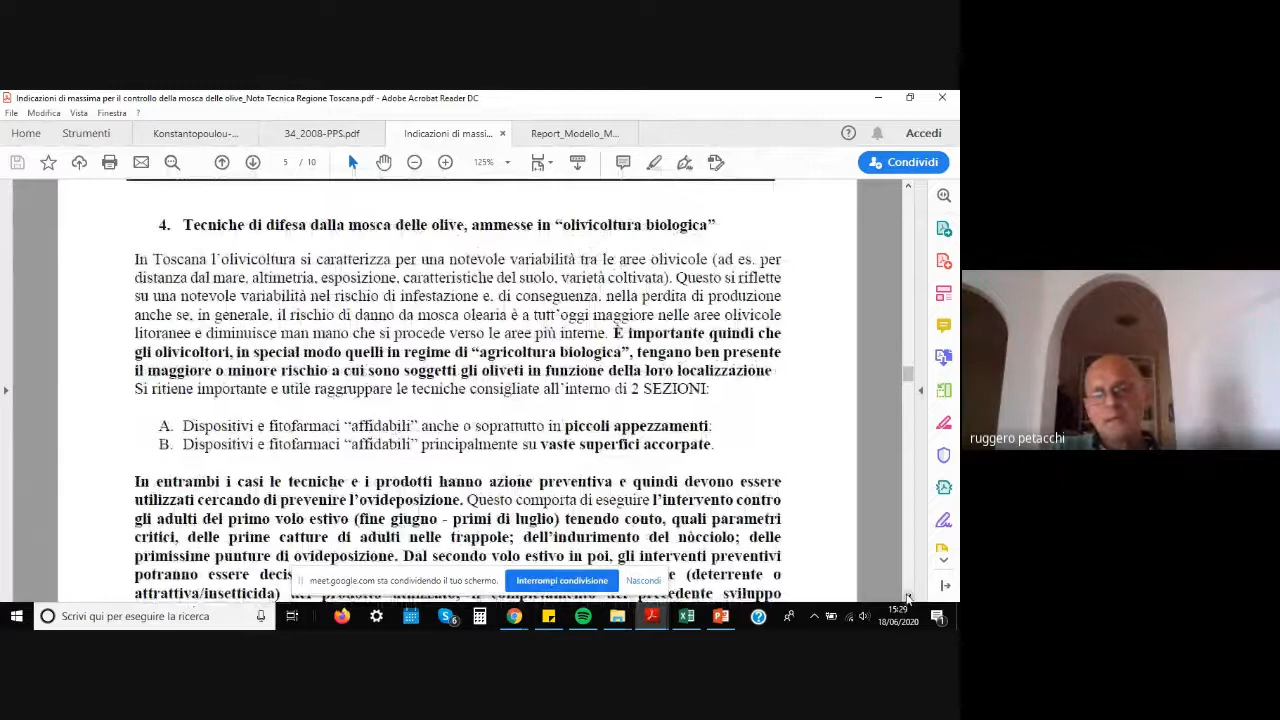 Indicazioni di massima per il controllo della mosca delle olive_Nota Tecnica Regione Toscana.pdf - Adobe Acrobat Reader DC
File Modifica Vista Finestra ?
Home Strumenti Konstantopoulou-... 34_2008-PPS.pdf Indicazioni di massi... × Report_Modello_M... Accedi
5 / 10 125% Condividi
4. Tecniche di difesa dalla mosca delle olive, ammesse in “olivicoltura biologica”
In Toscana l’olivicoltura si caratterizza per una notevole variabilità tra le aree olivicole (ad es. per
distanza dal mare, altimetria, esposizione, caratteristiche del suolo, varietà coltivata). Questo si riflette
su una notevole variabilità nel rischio di infestazione e, di conseguenza, nella perdita di produzione
anche se, in generale, il rischio di danno da mosca olearia è a tutt’oggi maggiore nelle aree olivicole
litoranee e diminuisce man mano che si procede verso le aree più interne. È importante quindi che
gli olivicoltori, in special modo quelli in regime di “agricoltura biologica”, tengano ben presente
il maggiore o minore rischio a cui sono soggetti gli oliveti in funzione della loro localizzazione
Si ritiene importante e utile raggruppare le tecniche consigliate all’interno di 2 SEZIONI:
A. Dispositivi e fitofarmaci “affidabili” anche o soprattutto in piccoli appezzamenti:
B. Dispositivi e fitofarmaci “affidabili” principalmente su vaste superfici accorpate.
In entrambi i casi le tecniche e i prodotti hanno azione preventiva e quindi devono essere
utilizzati cercando di prevenire l’ovideposizione. Questo comporta di eseguire l’intervento contro
gli adulti del primo volo estivo (fine giugno - primi di luglio) tenendo conto, quali parametri
critici, delle prime catture di adulti nelle trappole; dell’indurimento del nòcciolo; delle
primissime punture di ovideposizione. Dal secondo volo estivo in poi, gli interventi preventivi
potranno essere (deterrente o
attrattiva/insetticida) precedente sviluppo
meet.google.com sta condividendo il tuo schermo. Interrompi condivisione Nascondi
ruggero petacchi
Scrivi qui per eseguire la ricerca
15:29
18/06/2020